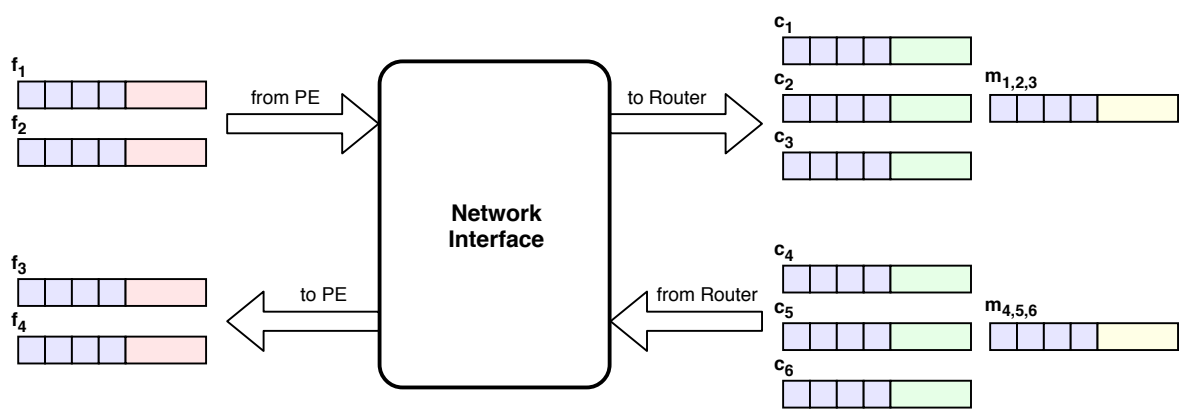 c1
f1
from PE
to Router
c2
m1,2,3
f2
c3
Network
Interface
c4
f3
to PE
from Router
c5
m4,5,6
f4
c6